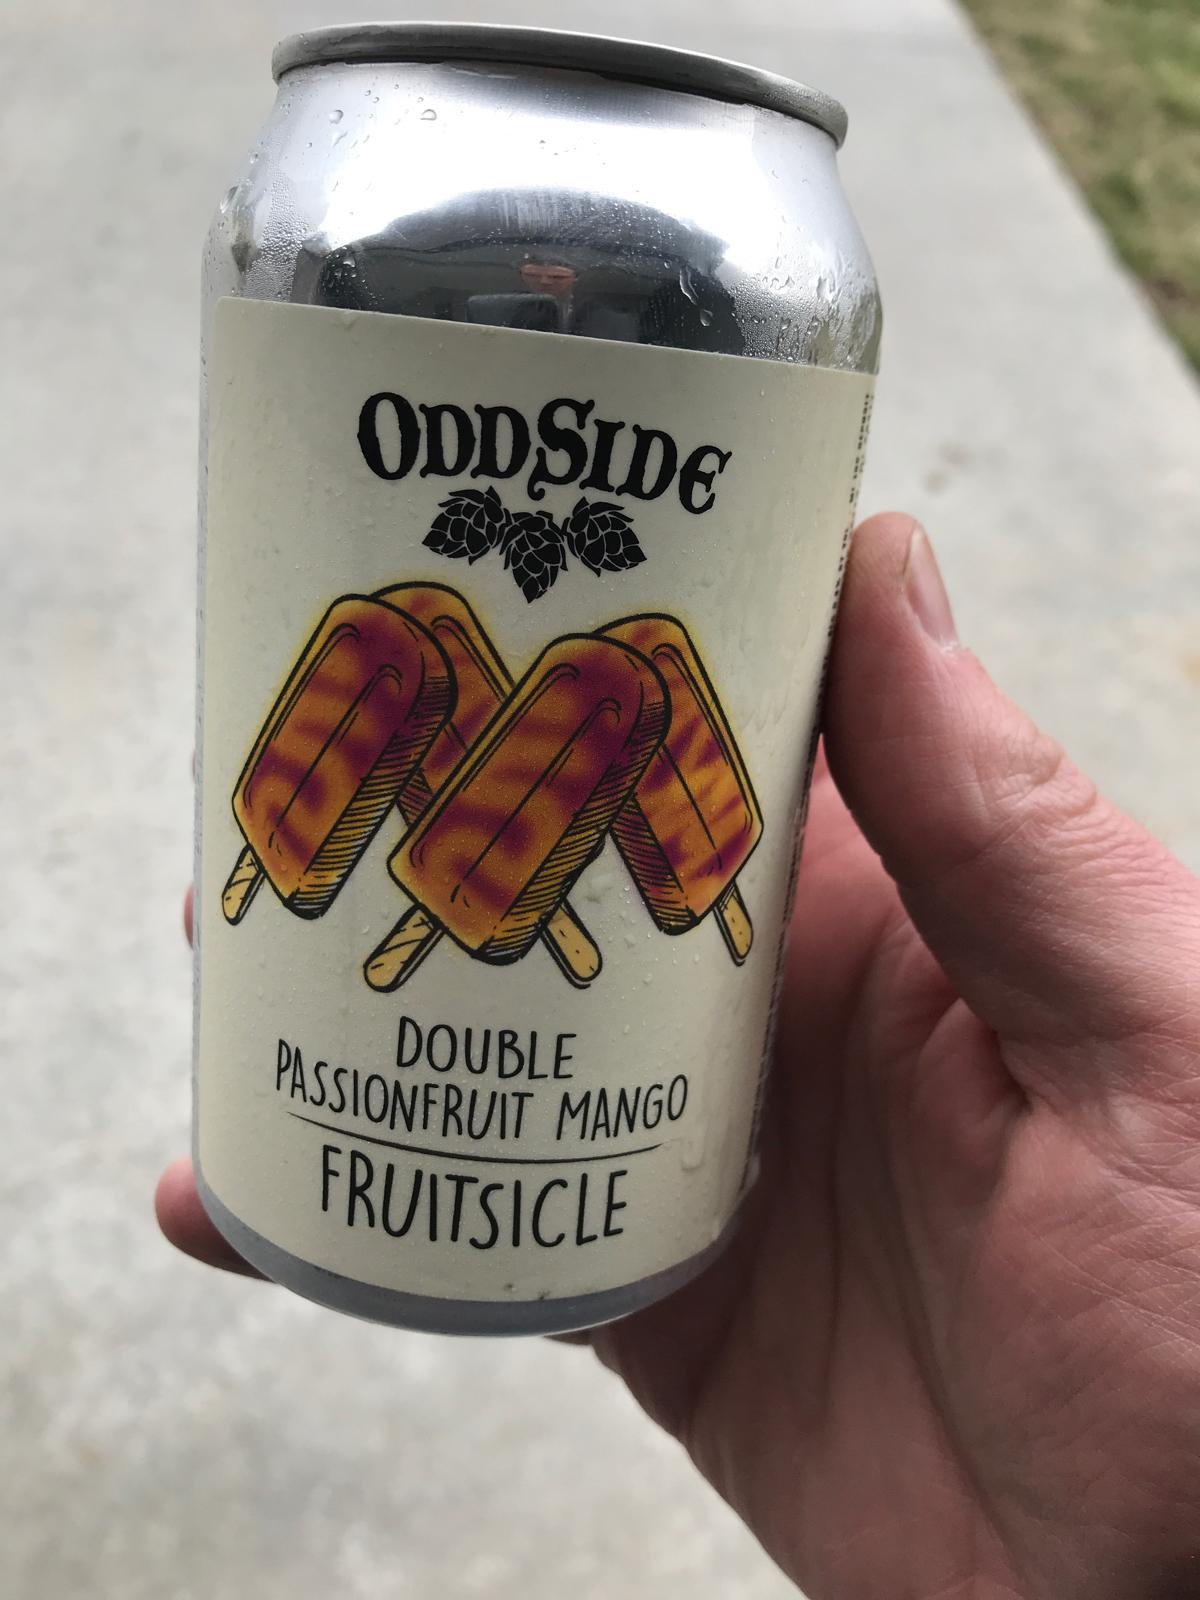 ODDSIDE
DOUBLE
PASSIONFRUIT MANGO
FRUITSICLE